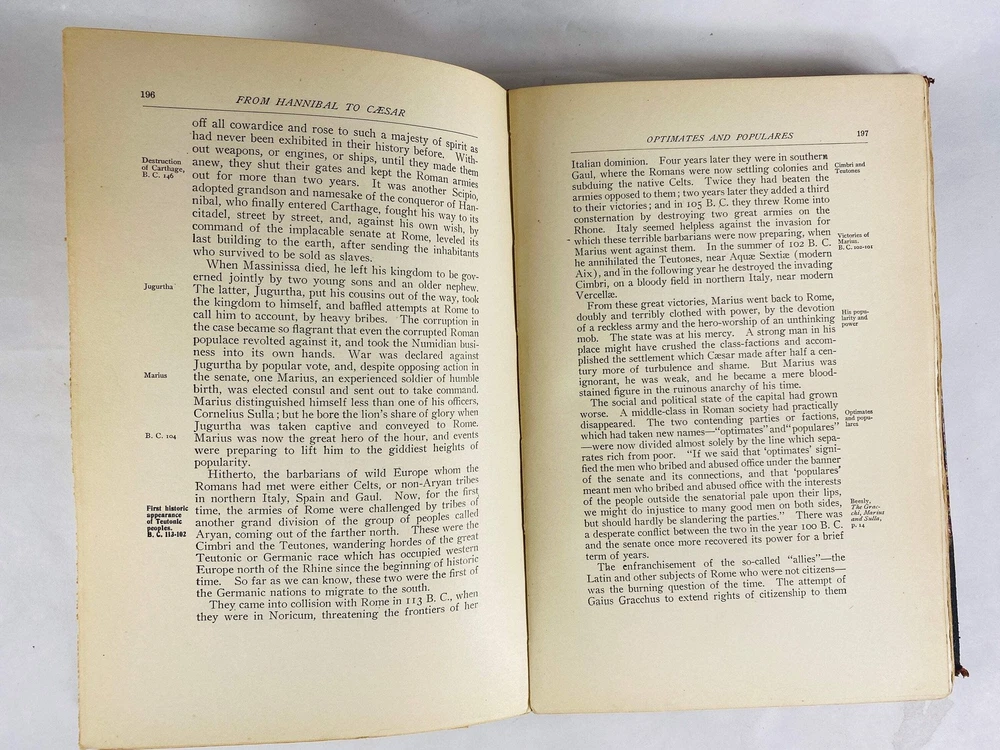 196
FROM HANNIBAL TO CÆSAR
off all cowardice and rose to such a majesty of spirit as
had never been exhibited in their history before. With-
out weapons, or engines, or ships, until they made them
Destruction
of Carthage,
B. C. 146
anew, they shut their gates and kept the Roman armies
out for more than two years. It was another Scipio,
adopted grandson and namesake of the conqueror of Han-
nibal, who finally entered Carthage, fought his way to its
citadel, street by street, and, against his own wish, by
command of the implacable senate at Rome, leveled its
last building to the earth, after sending the inhabitants
who survived to be sold as slaves.
When Massinissa died, he left his kingdom to be gov-
erned jointly by two young sons and an older nephew.
Jugurtha
The latter, Jugurtha, put his cousins out of the way, took
the kingdom to himself, and baffled attempts at Rome to
call him to account, by heavy bribes. The corruption in
the case became so flagrant that even the corrupted Roman
populace revolted against it, and took the Numidian busi-
ness into its own hands. War was declared against
Jugurtha by popular vote, and, despite opposing action in
Marius
the senate, one Marius, an experienced soldier of humble
birth, was elected consul and sent out to take command.
Marius distinguished himself less than one of his officers,
Cornelius Sulla; but he bore the lion's share of glory when
Jugurtha was taken captive and conveyed to Rome.
B. C. 104
Marius was now the great hero of the hour, and events
were preparing to lift him to the giddiest heights of
popularity.
Hitherto, the barbarians of wild Europe whom the
Romans had met were either Celts, or non-Aryan tribes
in northern Italy, Spain and Gaul. Now, for the first
First historic
appearance
of Teutonic
peoples.
B. C. 113-102
time, the armies of Rome were challenged by tribes of
another grand division of the group of peoples called
Aryan, coming out of the farther north. These were the
Cimbri and the Teutones, wandering hordes of the great
Teutonic or Germanic race which has occupied western
Europe north of the Rhine since the beginning of historic
time. So far as we can know, these two were the first of
the Germanic nations to migrate to the south.
They came into collision with Rome in 113 B. C., when
they were in Noricum, threatening the frontiers of her
OPTIMATES AND POPULARES
197
Italian dominion. Four years later they were in southern
Cimbri and
Teutones
Gaul, where the Romans were now settling colonies and
subduing the native Celts. Twice they had beaten the
armies opposed to them; two years later they added a third
to their victories; and in 105 B. C. they threw Rome into
consternation by destroying two great armies on the
Rhone. Italy seemed helpless against the invasion for
which these terrible barbarians were now preparing, when
Victories of
Marius.
B. C. 102-101
Marius went against them. In the summer of 102 B. C.
he annihilated the Teutones, near Aquæ Sextiæ (modern
Aix), and in the following year he destroyed the invading
Cimbri, on a bloody field in northern Italy, near modern
Vercellæ.
From these great victories, Marius went back to Rome,
His popu-
larity and
power
doubly and terribly clothed with power, by the devotion
of a reckless army and the hero-worship of an unthinking
mob. The state was at his mercy. A strong man in his
place might have crushed the class-factions and accom-
plished the settlement which Cæsar made after half a cen-
tury more of turbulence and shame. But Marius was
ignorant, he was weak, and he became a mere blood-
stained figure in the ruinous anarchy of his time.
The social and political state of the capital had grown
Optimates
and popu-
lares
worse. A middle-class in Roman society had practically
disappeared. The two contending parties or factions,
which had taken new names—"optimates" and "populares"
—were now divided almost solely by the line which sepa-
rates rich from poor. "If we said that 'optimates' signi-
fied the men who bribed and abused office under the banner
of the senate and its connections, and that 'populares'
meant men who bribed and abused office with the interests
of the people outside the senatorial pale upon their lips,
Beesly,
The Grac-
chi, Marius
and Sulla,
p. 14
we might do injustice to many good men on both sides,
but should hardly be slandering the parties." There was
a desperate conflict between the two in the year 100 B. C.
and the senate once more recovered its power for a brief
term of years.
The enfranchisement of the so-called "allies"—the
Latin and other subjects of Rome who were not citizens—
was the burning question of the time. The attempt of
Gaius Gracchus to extend rights of citizenship to them